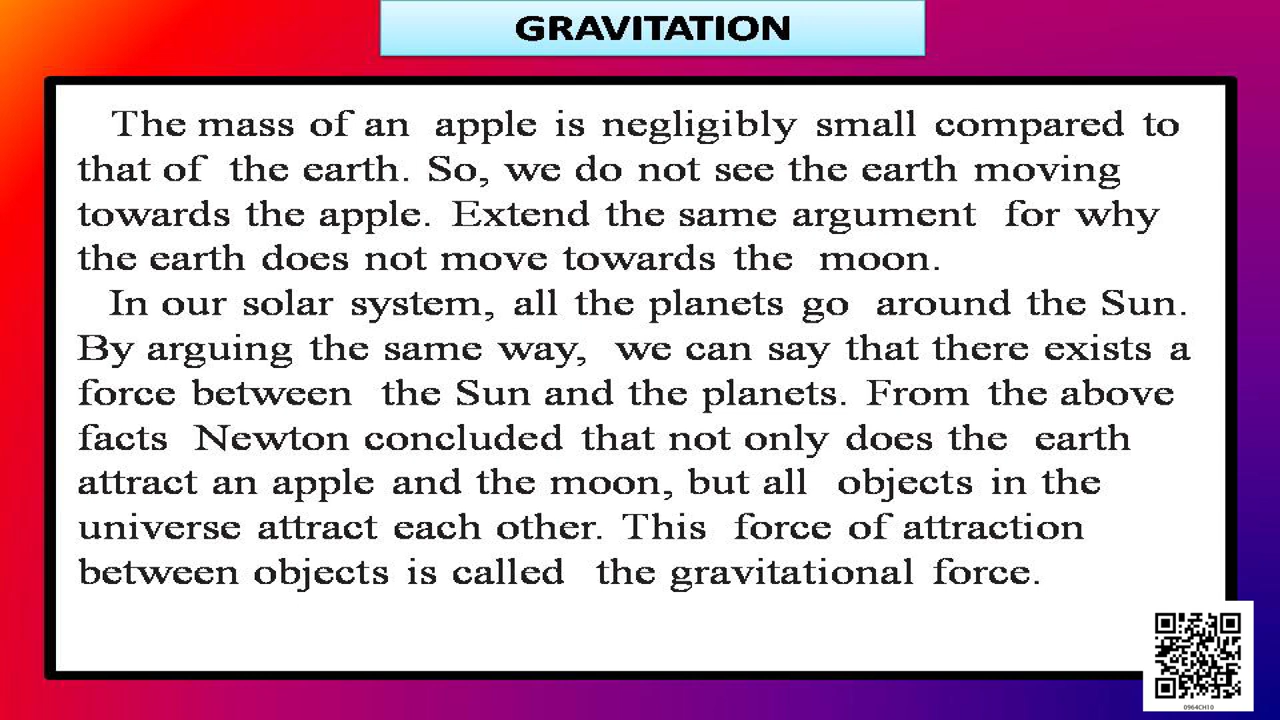 GRAVITATION
The mass of an apple is negligibly small compared to
that of the earth. So, we do not see the earth moving
towards the apple. Extend the same argument for why
the earth does not move towards the moon.
In our solar system, all the planets go around the Sun.
By arguing the same way, we can say that there exists a
force between the Sun and the planets. From the above
facts Newton concluded that not only does the earth
attract an apple and the moon, but all objects in the
universe attract each other. This force of attraction
between objects is called the gravitational force.
0964CH10